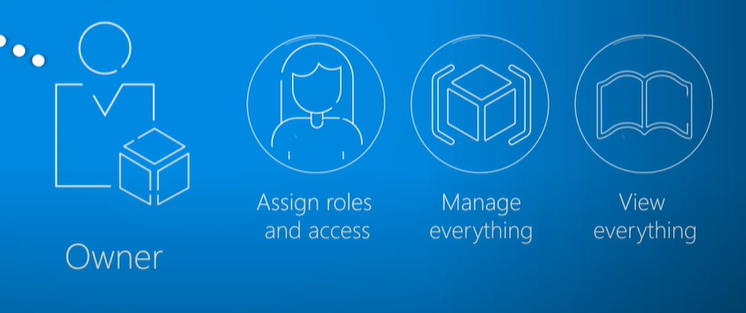 Owner
Assign roles
and access
Manage
everything
View
everything